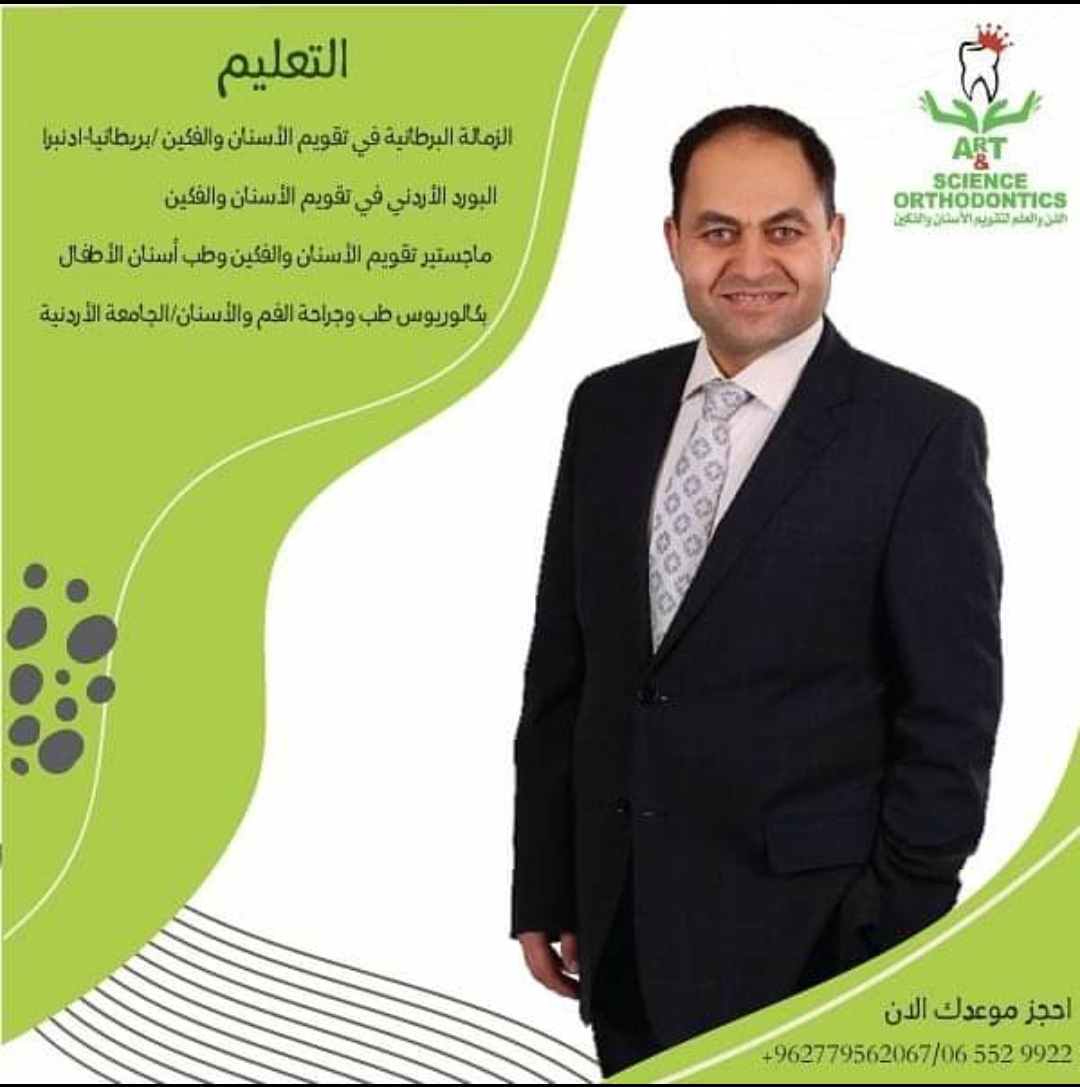 التعليم
الزمالة البرطانية في تقويم الأسنان والفكين /بريطانيا-ادنبرا
البورد الأردني في تقويم الأسنان والفكين
ماجستير تقويم الأسنان والفكين وطب أسنان الأطفال
بكالوريوس طب وجراحة الفم والأسنان/الجامعة الأردنية
ART
&
SCIENCE
ORTHODONTICS
الفن والعلم لتقويم الأسنان والفكين
احجز موعدك الان
+962779562067/06 552 9922